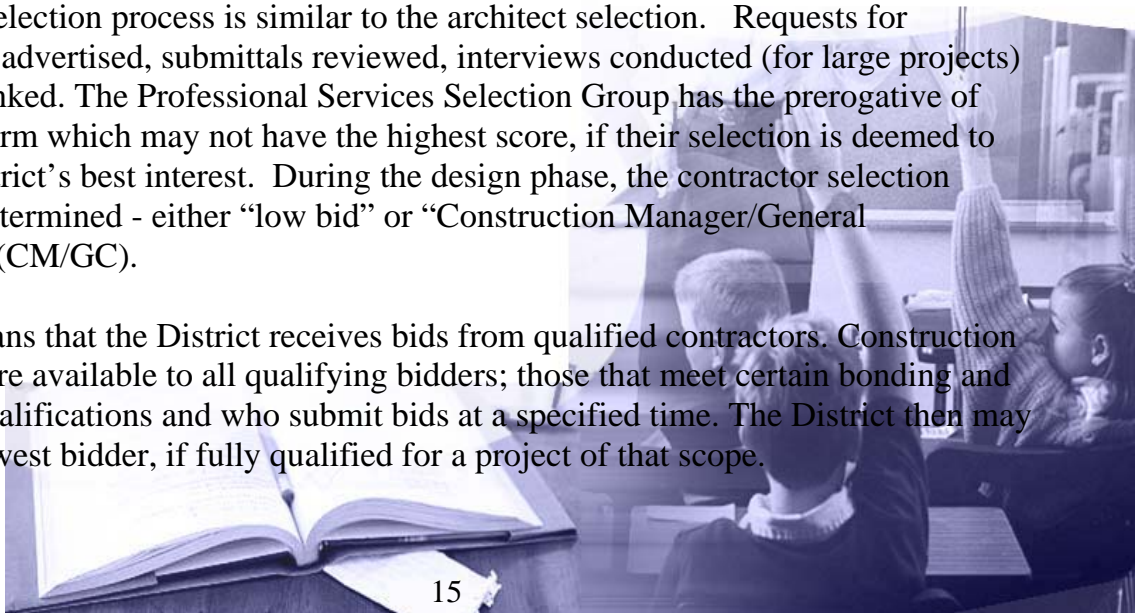 election process is similar to the architect selection. Requests for
advertised, submittals reviewed, interviews conducted (for large projects)
nked. The Professional Services Selection Group has the prerogative of
rm which may not have the highest score, if their selection is deemed to
rict’s best interest. During the design phase, the contractor selection
termined - either “low bid” or “Construction Manager/General
(CM/GC).
ans that the District receives bids from qualified contractors. Construction
re available to all qualifying bidders; those that meet certain bonding and
alifications and who submit bids at a specified time. The District then may
west bidder, if fully qualified for a project of that scope.
15